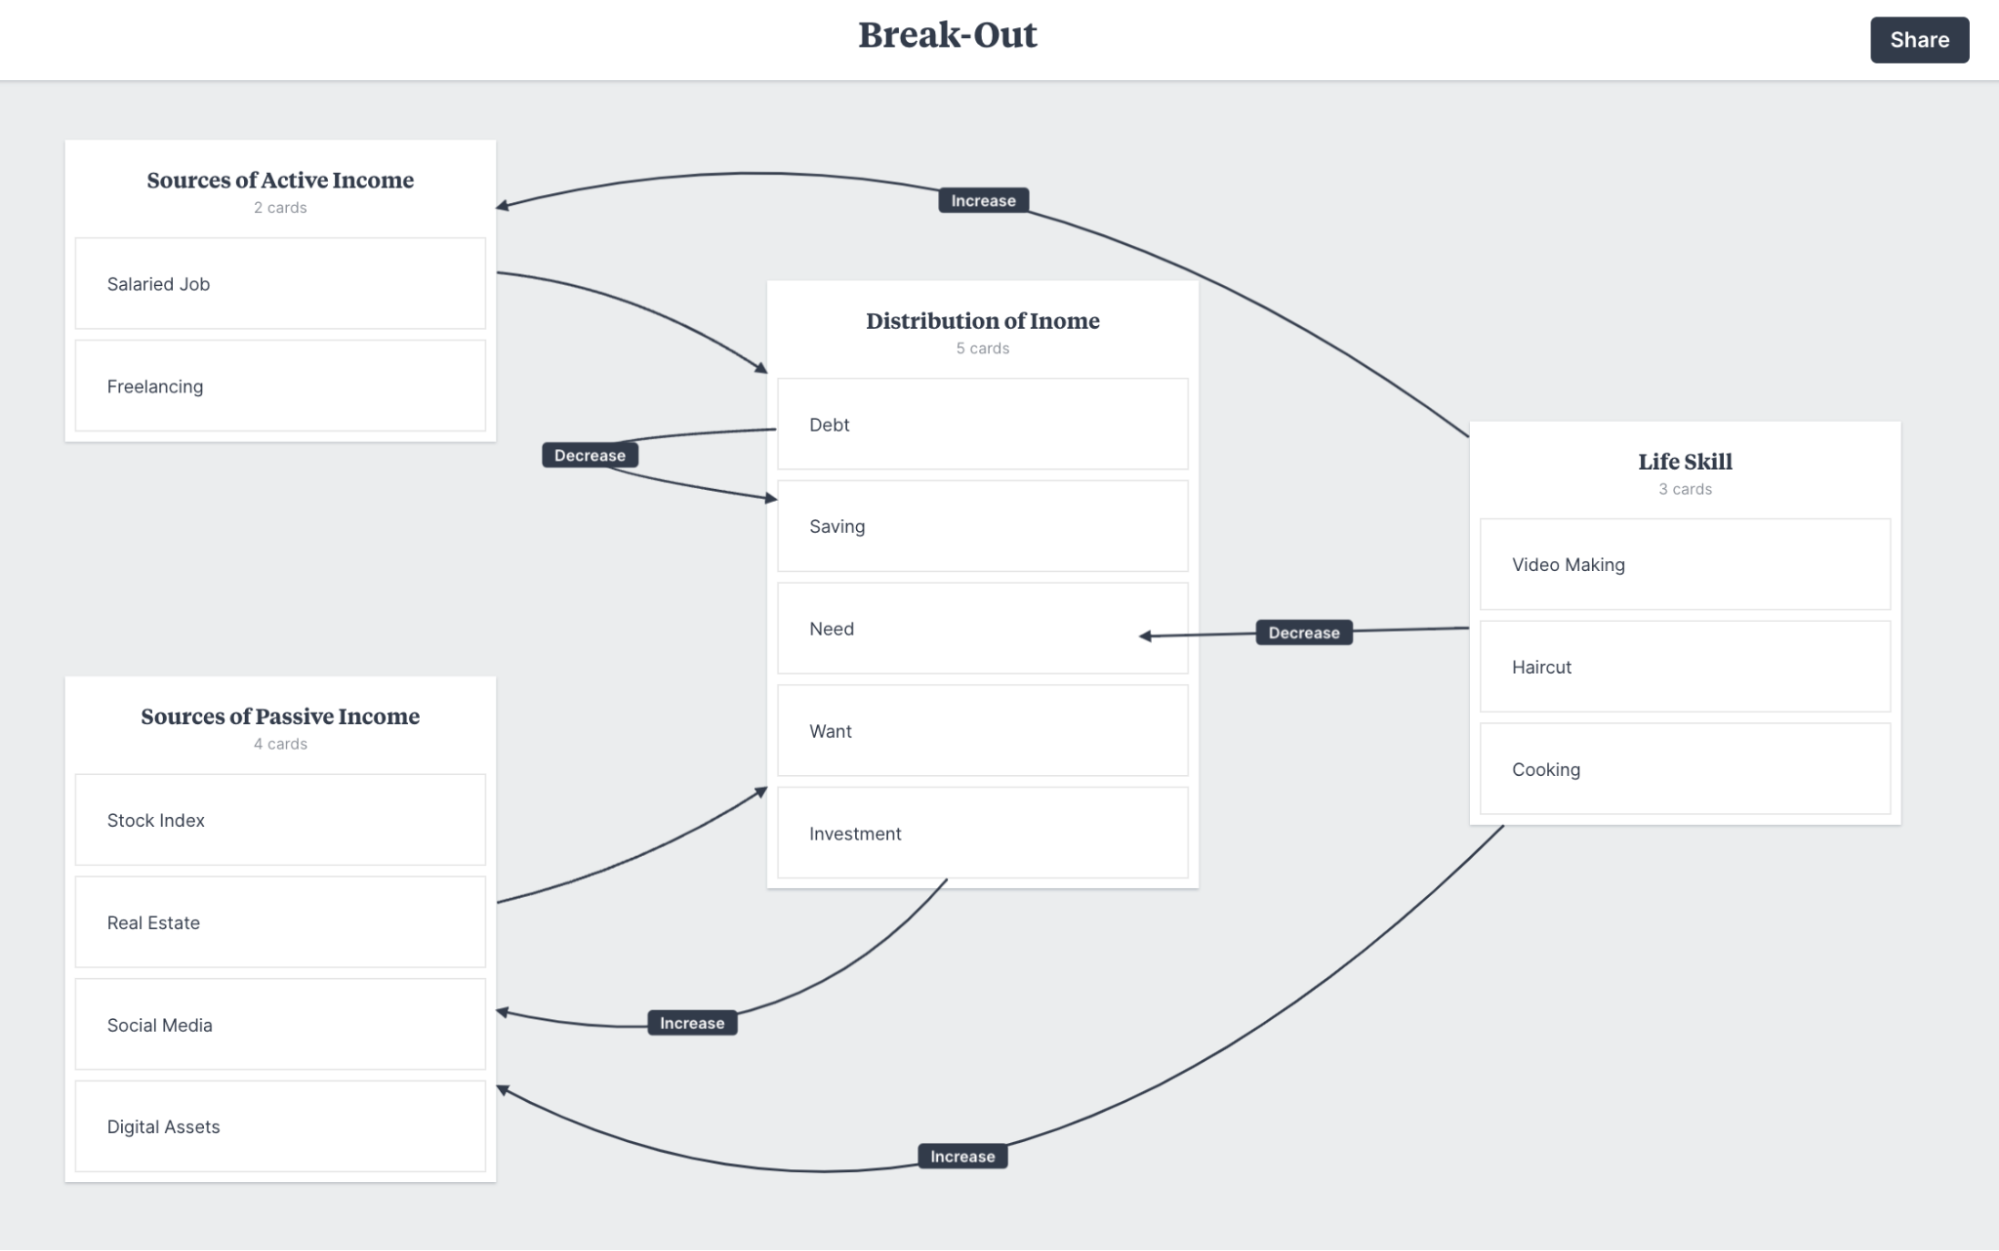 Break-Out
Share
Sources of Active Income
2 cards
Salaried Job
Freelancing
Increase
Distribution of Inome
5 cards
Debt
Saving
Need
Want
Investment
Decrease
Life Skill
3 cards
Video Making
Haircut
Cooking
Decrease
Sources of Passive Income
4 cards
Stock Index
Real Estate
Social Media
Digital Assets
Increase
Increase